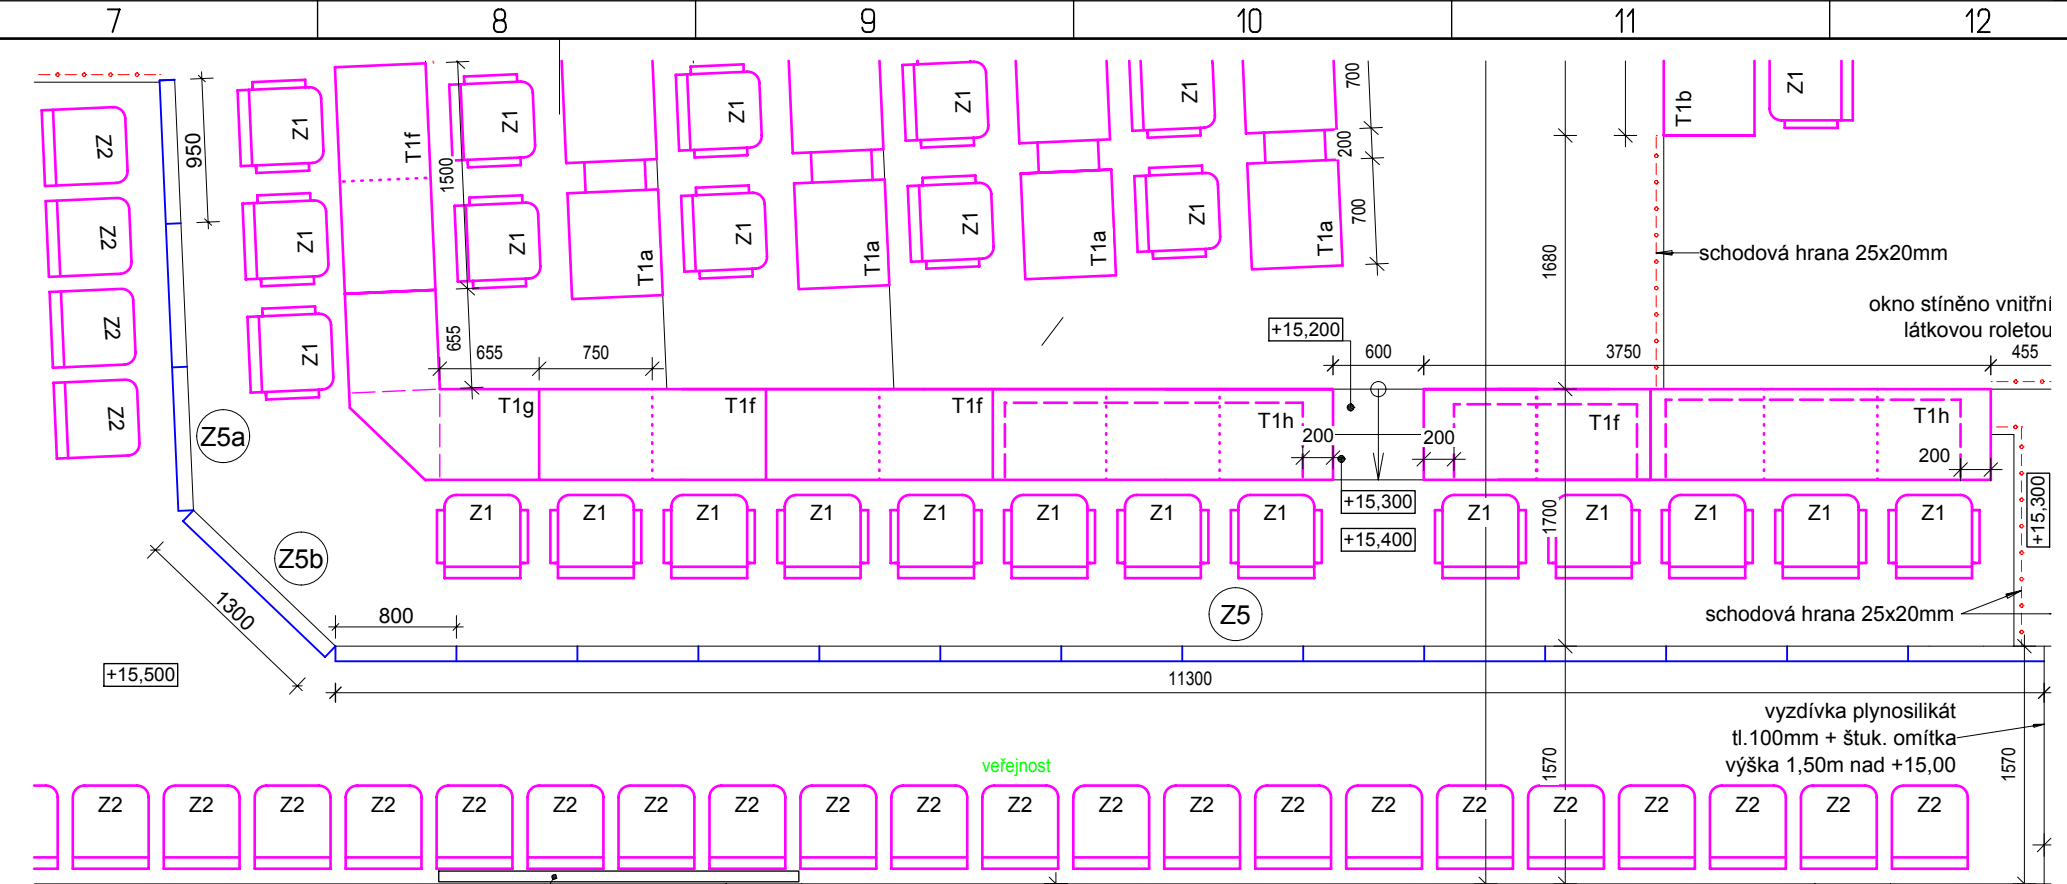 7 8 9 10 11 12
Z1 Z1 Z1 Z1 Z1
Z2 950 Z1 T1f 1500 Z1 Z1 Z1 Z1 700 T1b Z1
200
Z2 Z1 Z1 Z1 Z1 Z1 700
T1a T1a T1a T1a 1680
schodová hrana 25x20mm
okno stíněno vnitřní
látkovou roletou
Z2 Z1 655 655 750 +15,200 600 3750 455
Z2 T1g T1f T1f T1h T1f T1h
Z5a 200 200 200
+15,300
Z1 Z1 Z1 Z1 Z1 Z1 Z1 Z1 Z1 Z1 Z1 Z1 Z1
1700
+15,300
+15,400
Z5b
1300 800 Z5
schodová hrana 25x20mm
+15,500
11300
vyzdívka plynosilikát
tl.100mm + štuk. omítka
výška 1,50m nad +15,00
veřejnost 1570 1570
Z2 Z2 Z2 Z2 Z2 Z2 Z2 Z2 Z2 Z2 Z2 Z2 Z2 Z2 Z2 Z2 Z2 Z2 Z2 Z2 Z2